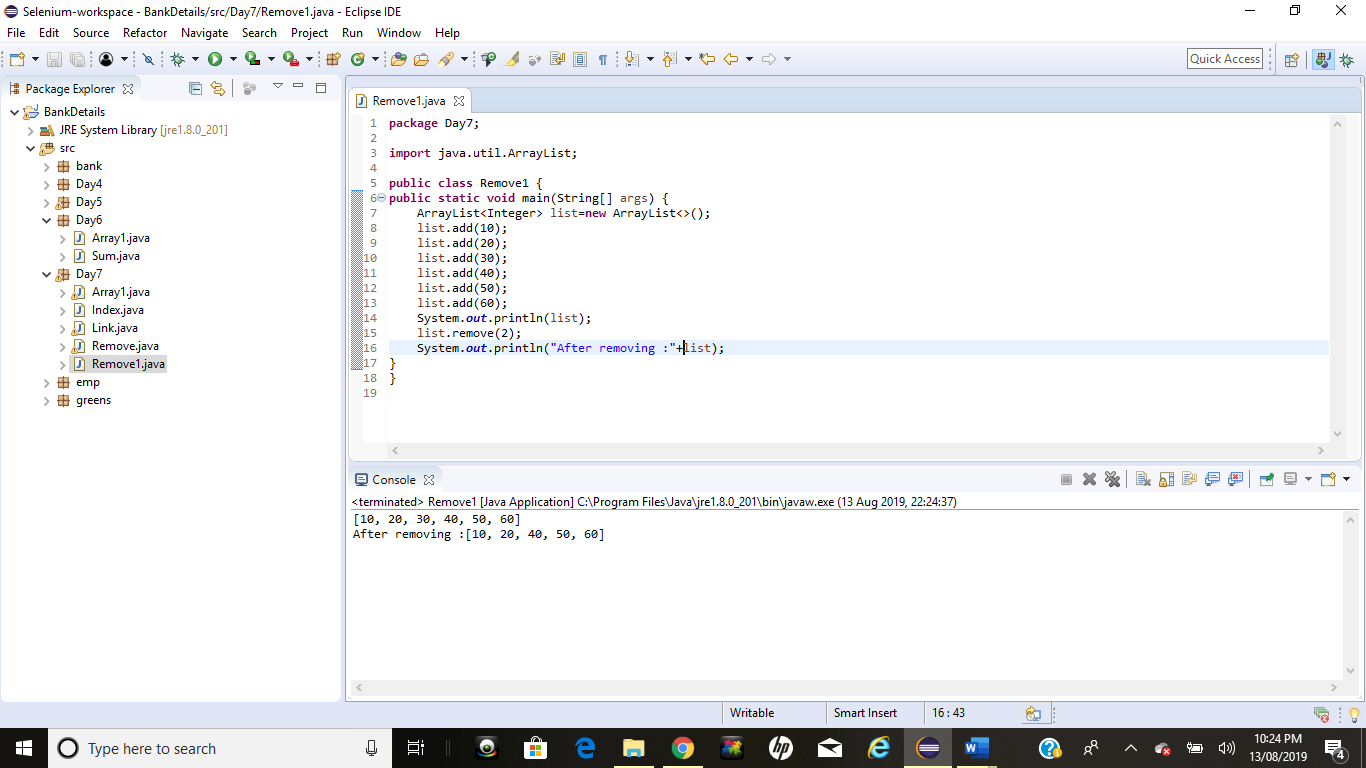 Selenium-workspace - BankDetails/src/Day7/Remove1.java - Eclipse IDE
File Edit Source Refactor Navigate Search Project Run Window Help
Quick Access
Package Explorer
BankDetails
JRE System Library [jre1.8.0_201]
src
bank
Day4
Day5
Day6
Array1.java
Sum.java
Day7
Array1.java
Index.java
Link.java
Remove.java
Remove1.java
emp
greens
Remove1.java
1 package Day7;
2
3 import java.util.ArrayList;
4
5 public class Remove1 {
6 public static void main(String[] args) {
7 ArrayList<Integer> list=new ArrayList<>();
8 list.add(10);
9 list.add(20);
10 list.add(30);
11 list.add(40);
12 list.add(50);
13 list.add(60);
14 System.out.println(list);
15 list.remove(2);
16 System.out.println("After removing :"+list);
17 }
18 }
19
Console
<terminated> Remove1 [Java Application] C:\Program Files\Java\jre1.8.0_201\bin\javaw.exe (13 Aug 2019, 22:24:37)
[10, 20, 30, 40, 50, 60]
After removing :[10, 20, 40, 50, 60]
Writable Smart Insert 16 : 43
Type here to search
hp
10:24 PM
13/08/2019
4